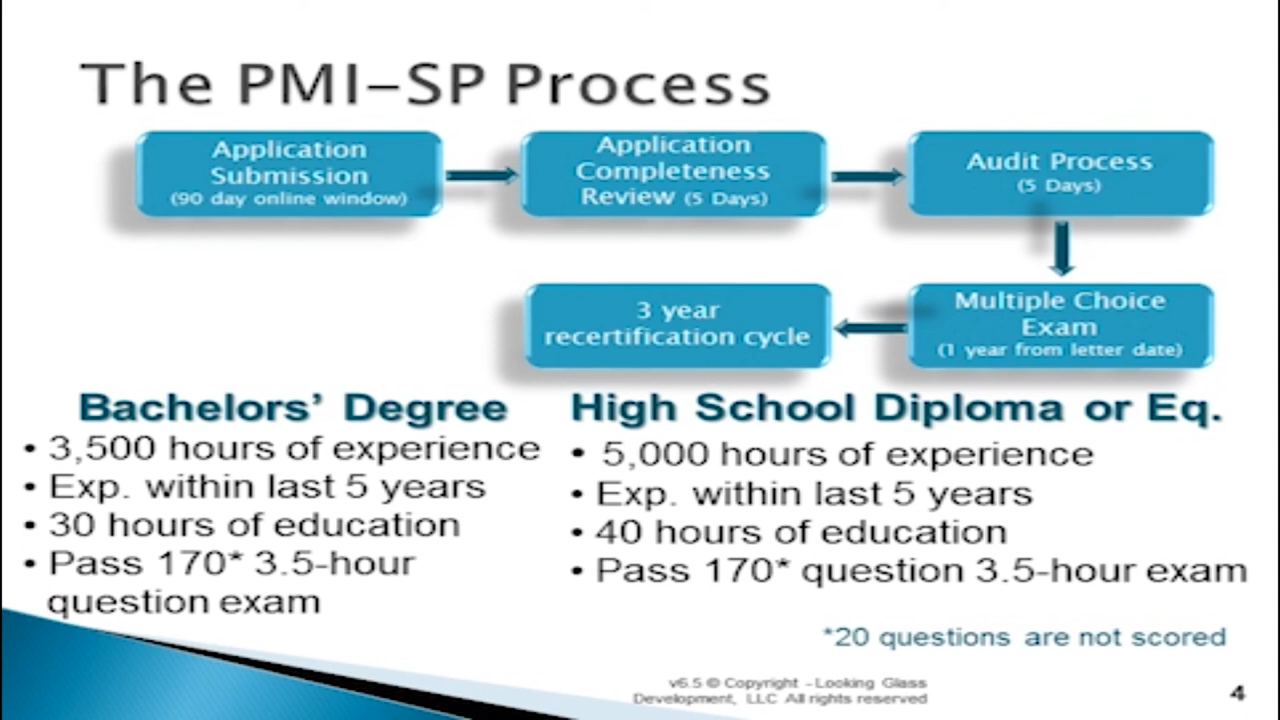 The PMI-SP Process
Application
Submission
(90 day online window)
Application
Completeness
Review (5 Days)
Audit Process
(5 Days)
Multiple Choice
Exam
(1 year from letter date)
3 year
recertification cycle
Bachelors' Degree
• 3,500 hours of experience
• Exp. within last 5 years
• 30 hours of education
• Pass 170* 3.5-hour
question exam
High School Diploma or Eq.
• 5,000 hours of experience
• Exp. within last 5 years
• 40 hours of education
• Pass 170* question 3.5-hour exam
*20 questions are not scored
v6.5 © Copyright - Looking Glass
Development, LLC All rights reserved
4